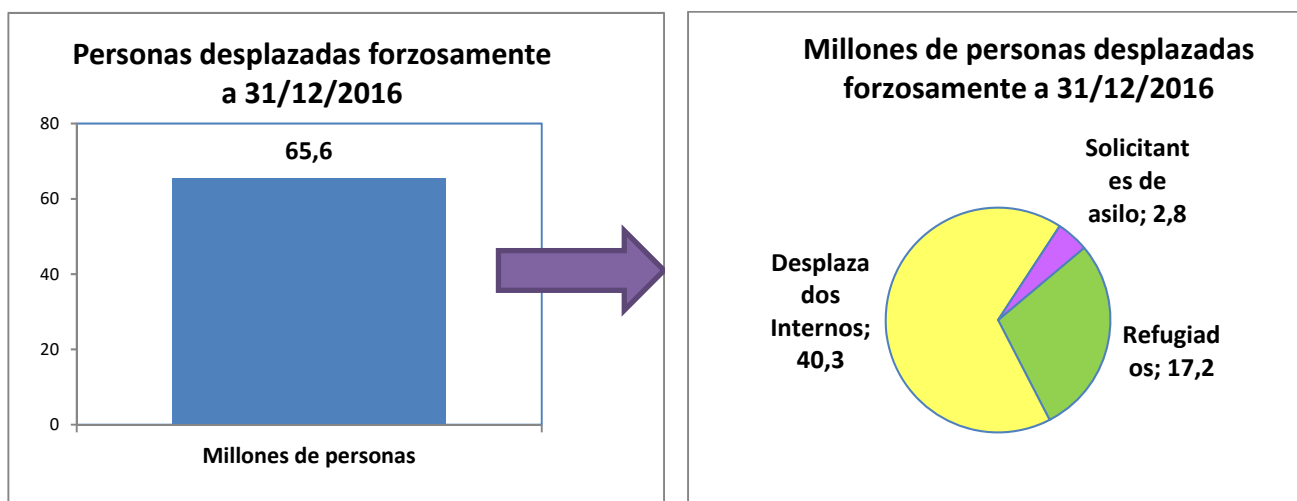 Personas desplazadas forzosamente
a 31/12/2016
80
60
40
20
0
65,6
Millones de personas
Millones de personas desplazadas
forzosamente a 31/12/2016
Solicitant
es de
asilo; 2,8
Desplaza
dos
Internos;
40,3
Refugiad
os; 17,2